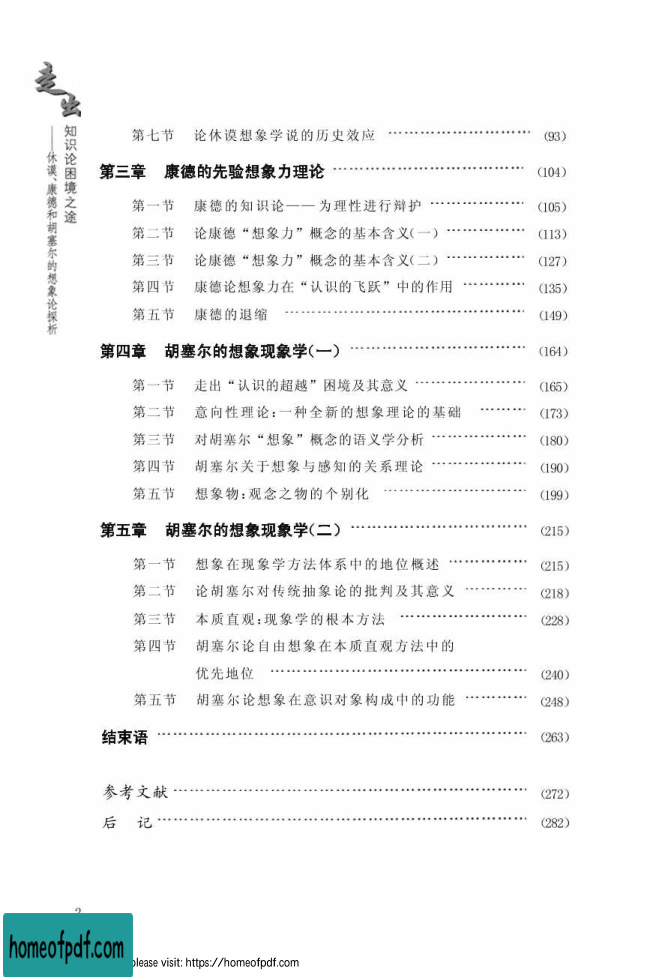 走出
知识论困境之途
——休谟、康德和胡塞尔的想象论探析
第七节 论休谟想象学说的历史效应 ………………………… (93)
第三章 康德的先验想象力理论 ………………………… (104)
第一节 康德的知识论——为理性进行辩护 ………………………… (105)
第二节 论康德“想象力”概念的基本含义(一) ………………………… (113)
第三节 论康德“想象力”概念的基本含义(二) ………………………… (127)
第四节 康德论想象力在“认识的飞跃”中的作用 ………………………… (135)
第五节 康德的退缩 ………………………… (149)
第四章 胡塞尔的想象现象学(一) ………………………… (164)
第一节 走出“认识的超越”困境及其意义 ………………………… (165)
第二节 意向性理论:一种全新的想象理论的基础 ………………………… (173)
第三节 对胡塞尔“想象”概念的语义学分析 ………………………… (180)
第四节 胡塞尔关于想象与感知的关系理论 ………………………… (190)
第五节 想象物:观念之物的个别化 ………………………… (199)
第五章 胡塞尔的想象现象学(二) ………………………… (215)
第一节 想象在现象学方法体系中的地位概述 ………………………… (215)
第二节 论胡塞尔对传统抽象论的批判及其意义 ………………………… (218)
第三节 本质直观:现象学的根本方法 ………………………… (228)
第四节 胡塞尔论自由想象在本质直观方法中的
优先地位 ………………………… (240)
第五节 胡塞尔论想象在意识对象构成中的功能 ………………………… (248)
结束语 ………………………… (263)
参考文献 ………………………… (272)
后 记 ………………………… (282)
homeofpdf.com
please visit: https://homeofpdf.com